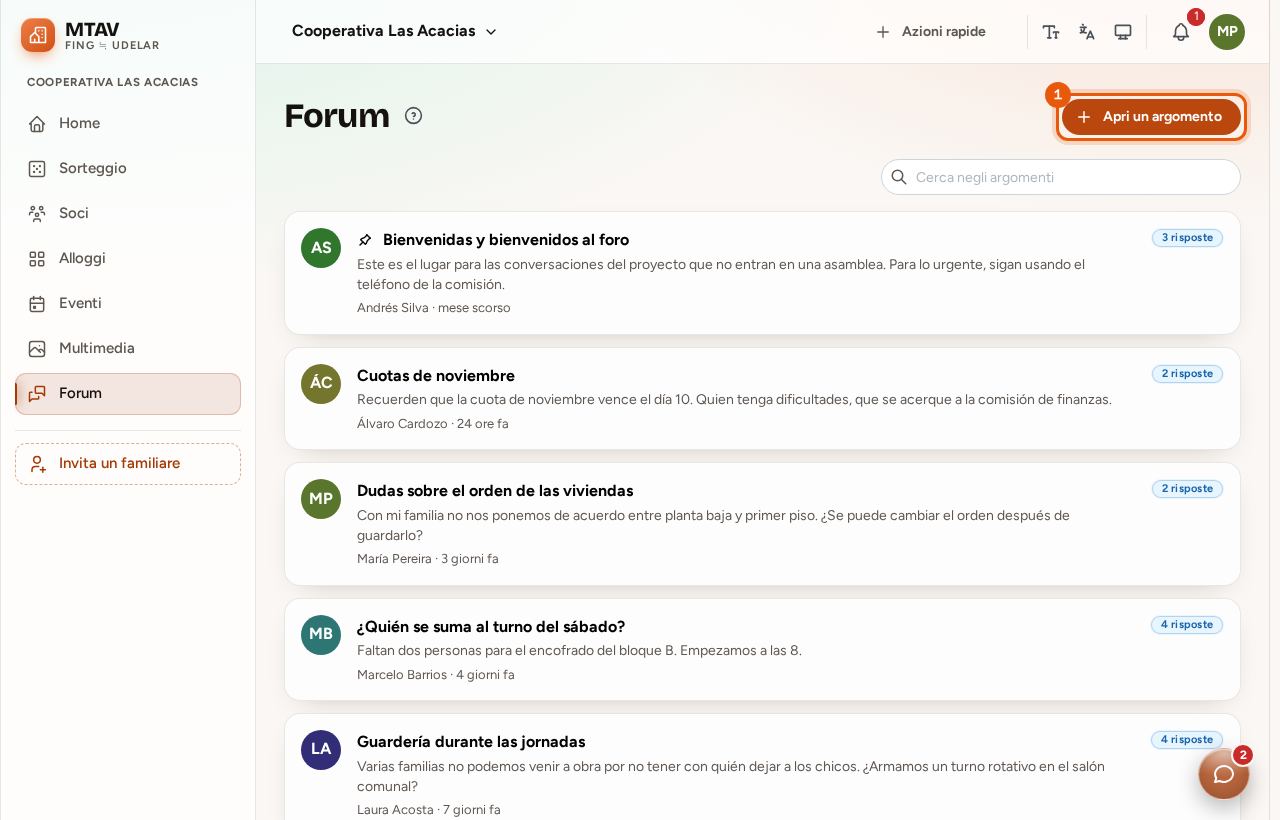 MTAV
FING ≒ UDELAR
COOPERATIVA LAS ACACIAS
Home
Sorteggio
Soci
Alloggi
Eventi
Multimedia
Forum
Invita un familiare
Cooperativa Las Acacias
Azioni rapide
1
MP
Forum
1
Apri un argomento
Cerca negli argomenti
AS
Bienvenidas y bienvenidos al foro
3 risposte
Este es el lugar para las conversaciones del proyecto que no entran en una asamblea. Para lo urgente, sigan usando el
teléfono de la comisión.
Andrés Silva · mese scorso
ÁC
Cuotas de noviembre
2 risposte
Recuerden que la cuota de noviembre vence el día 10. Quien tenga dificultades, que se acerque a la comisión de finanzas.
Álvaro Cardozo · 24 ore fa
MP
Dudas sobre el orden de las viviendas
2 risposte
Con mi familia no nos ponemos de acuerdo entre planta baja y primer piso. ¿Se puede cambiar el orden después de
guardarlo?
María Pereira · 3 giorni fa
MB
¿Quién se suma al turno del sábado?
4 risposte
Faltan dos personas para el encofrado del bloque B. Empezamos a las 8.
Marcelo Barrios · 4 giorni fa
LA
Guardería durante las jornadas
4 risposte
Varias familias no podemos venir a obra por no tener con quién dejar a los chicos. ¿Armamos un turno rotativo en el salón
comunal?
Laura Acosta · 7 giorni fa
2